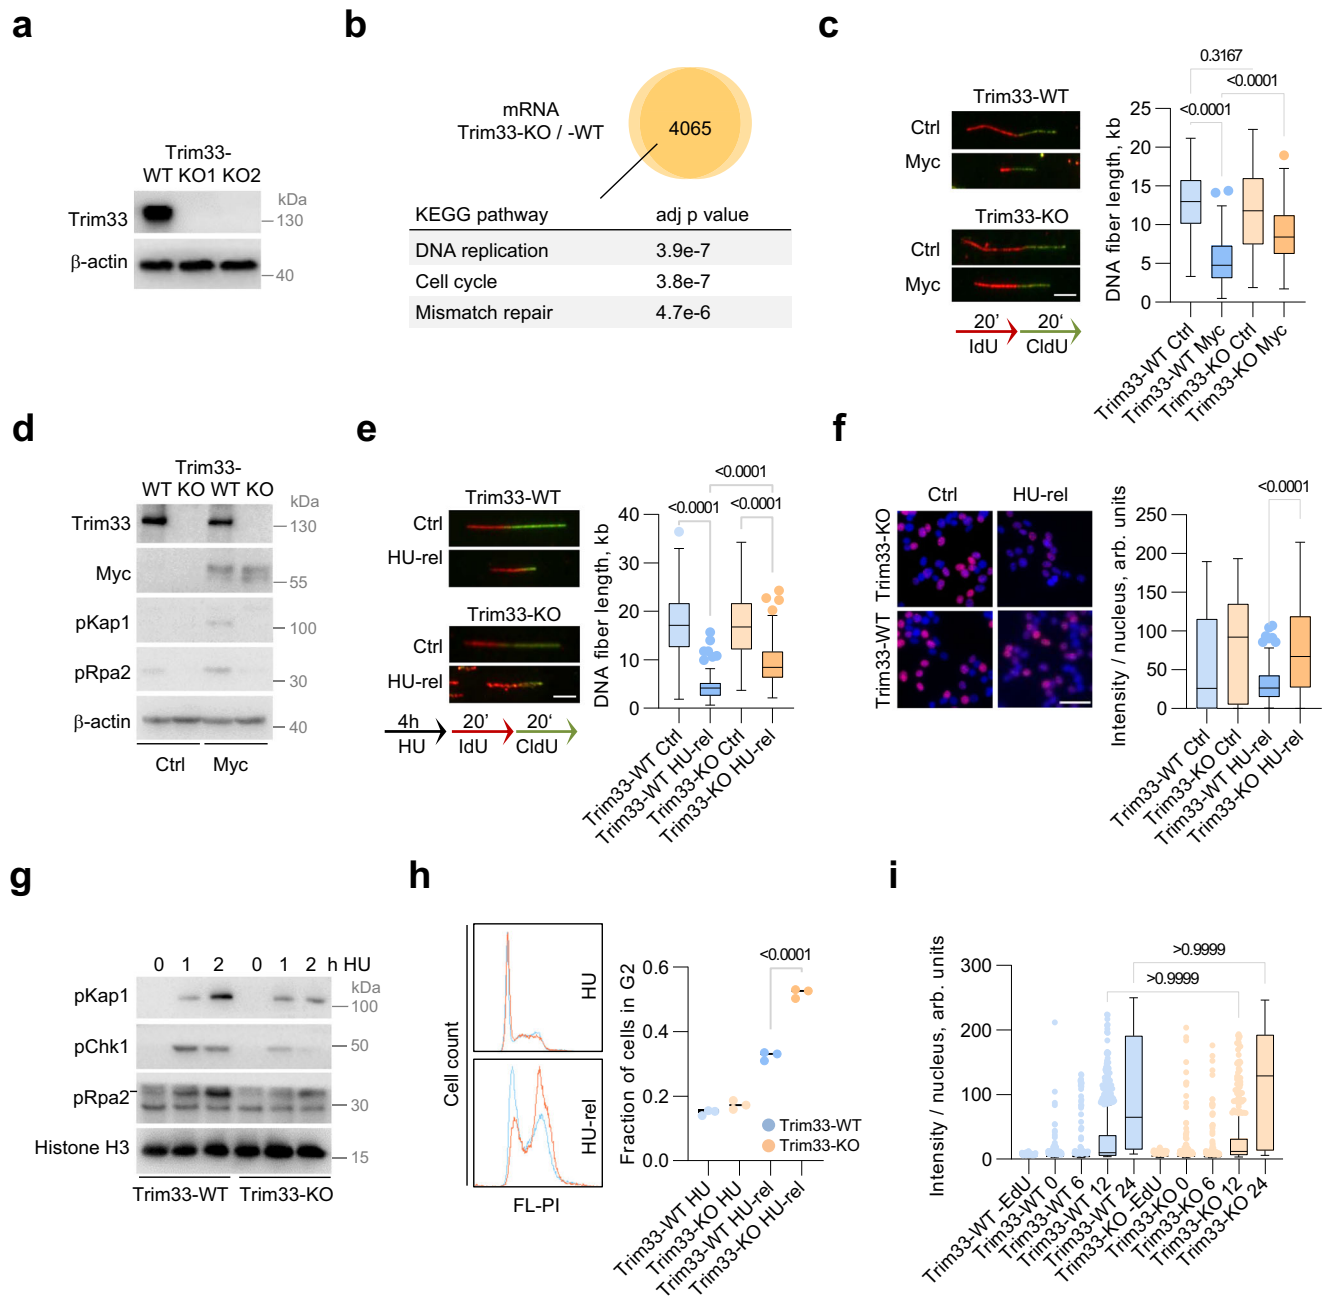 a
Trim33-
WT KO1 KO2
kDa
Trim33
130
β-actin
40
b
mRNA
Trim33-KO / -WT
4065
KEGG pathway adj p value
DNA replication 3.9e-7
Cell cycle 3.8e-7
Mismatch repair 4.7e-6
c
Trim33-WT
Ctrl
Myc
Trim33-KO
Ctrl
Myc
20’ 20‘
IdU CldU
0.3167
<0.0001
<0.0001
DNA fiber length, kb
25
20
15
10
5
0
Trim33-WT Ctrl
Trim33-WT Myc
Trim33-KO Ctrl
Trim33-KO Myc
d
Trim33-
WT KO WT KO
kDa
Trim33
130
Myc
55
pKap1
100
pRpa2
30
β-actin
40
Ctrl Myc
e
Trim33-WT
Ctrl
HU-rel
Trim33-KO
Ctrl
HU-rel
4h 20’ 20‘
HU IdU CldU
<0.0001
<0.0001 <0.0001
DNA fiber length, kb
40
30
20
10
0
Trim33-WT Ctrl
Trim33-WT HU-rel
Trim33-KO Ctrl
Trim33-KO HU-rel
f
Ctrl HU-rel
Trim33-KO
Trim33-WT
<0.0001
Intensity / nucleus, arb. units
250
200
150
100
50
0
Trim33-WT Ctrl
Trim33-KO Ctrl
Trim33-WT HU-rel
Trim33-KO HU-rel
g
0 1 2 0 1 2 h HU
kDa
pKap1
100
pChk1
50
pRpa2
30
Histone H3
15
Trim33-WT Trim33-KO
h
Cell count
HU
HU-rel
FL-PI
<0.0001
Fraction of cells in G2
0.6
0.4
0.2
0.0
Trim33-WT
Trim33-KO
Trim33-WT HU
Trim33-KO HU
Trim33-WT HU-rel
Trim33-KO HU-rel
i
>0.9999
>0.9999
Intensity / nucleus, arb. units
300
200
100
0
Trim33-WT -EdU
Trim33-WT 0
Trim33-WT 6
Trim33-WT 12
Trim33-WT 24
Trim33-KO -EdU
Trim33-KO 0
Trim33-KO 6
Trim33-KO 12
Trim33-KO 24